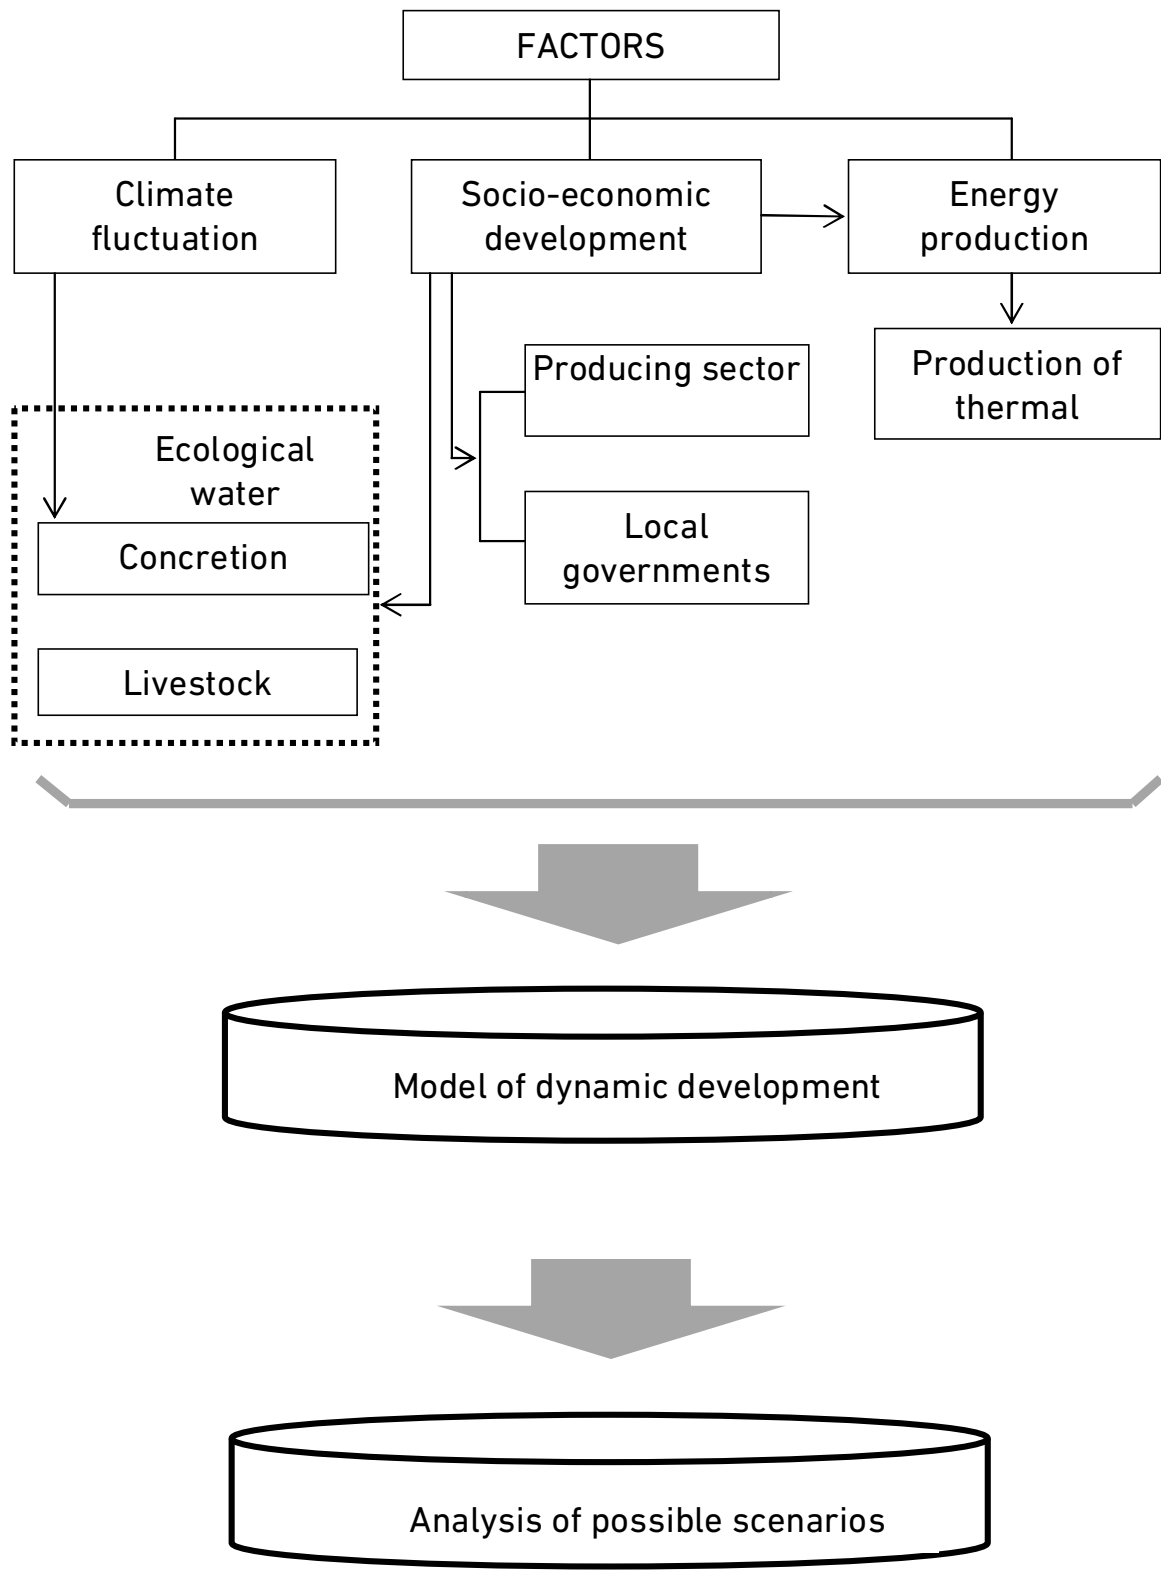 FACTORS
Climate
fluctuation
Socio-economic
development
Energy
production
Producing sector
Production of
thermal
Ecological
water
Concretion
Local
governments
Livestock
Model of dynamic development
Analysis of possible scenarios